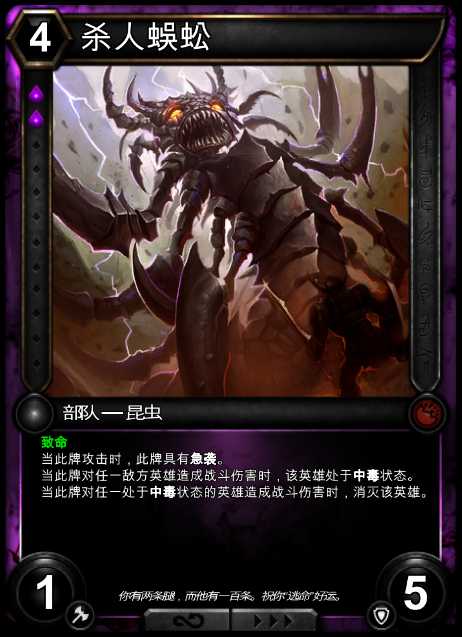 4
杀人蜈蚣
部队 — 昆虫
致命
当此牌攻击时，此牌具有急袭。
当此牌对任一敌方英雄造成战斗伤害时，该英雄处于中毒状态。
当此牌对任一处于中毒状态的英雄造成战斗伤害时，消灭该英雄。
1
5
你有两条腿，而他有一百条。祝你“逃命”好运。